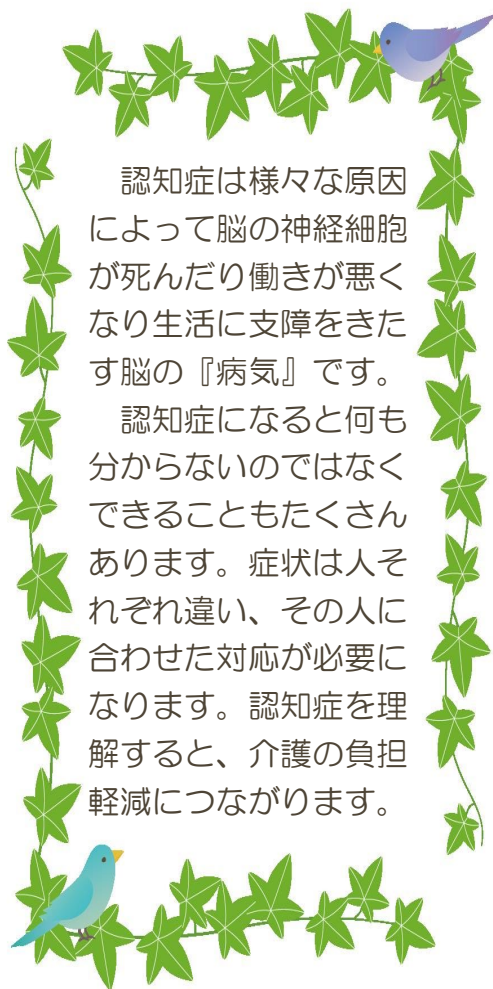 認知症は様々な原因
によって脳の神経細胞
が死んだり働きが悪く
なり生活に支障をきた
す脳の『病気』です。
　認知症になると何も
分からないのではなく
できることもたくさん
あります。症状は人そ
れぞれ違い、その人に
合わせた対応が必要に
なります。認知症を理
解すると、介護の負担
軽減につながります。